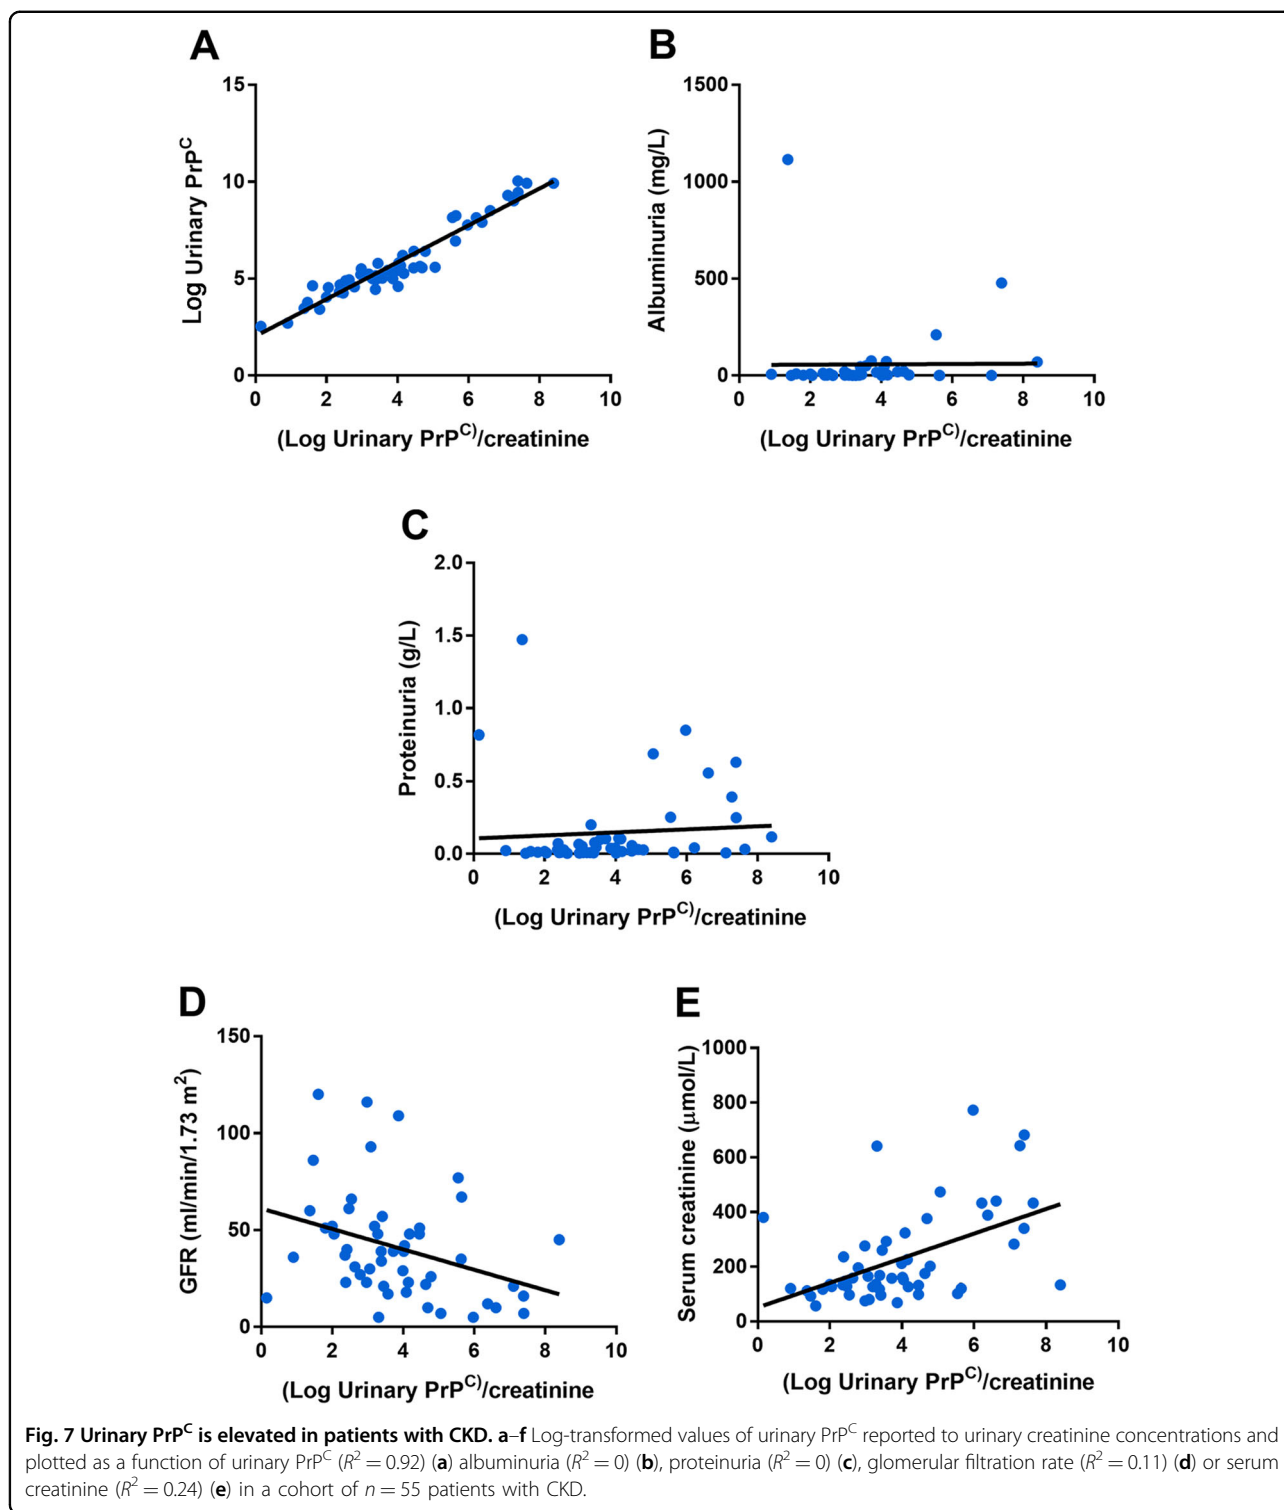 A
15
10
5
0
Log Urinary PrP^C
0 2 4 6 8 10
(Log Urinary PrP^C)/creatinine
B
1500
1000
500
0
Albuminuria (mg/L)
0 2 4 6 8 10
(Log Urinary PrP^C)/creatinine
C
2.0
1.5
1.0
0.5
0.0
Proteinuria (g/L)
0 2 4 6 8 10
(Log Urinary PrP^C)/creatinine
D
150
100
50
0
GFR (ml/min/1.73 m²)
0 2 4 6 8 10
(Log Urinary PrP^C)/creatinine
E
1000
800
600
400
200
0
Serum creatinine (μmol/L)
0 2 4 6 8 10
(Log Urinary PrP^C)/creatinine
Fig. 7 Urinary PrP^C is elevated in patients with CKD. a–f Log-transformed values of urinary PrP^C reported to urinary creatinine concentrations and
plotted as a function of urinary PrP^C (R² = 0.92) (a) albuminuria (R² = 0) (b), proteinuria (R² = 0) (c), glomerular filtration rate (R² = 0.11) (d) or serum
creatinine (R² = 0.24) (e) in a cohort of n = 55 patients with CKD.